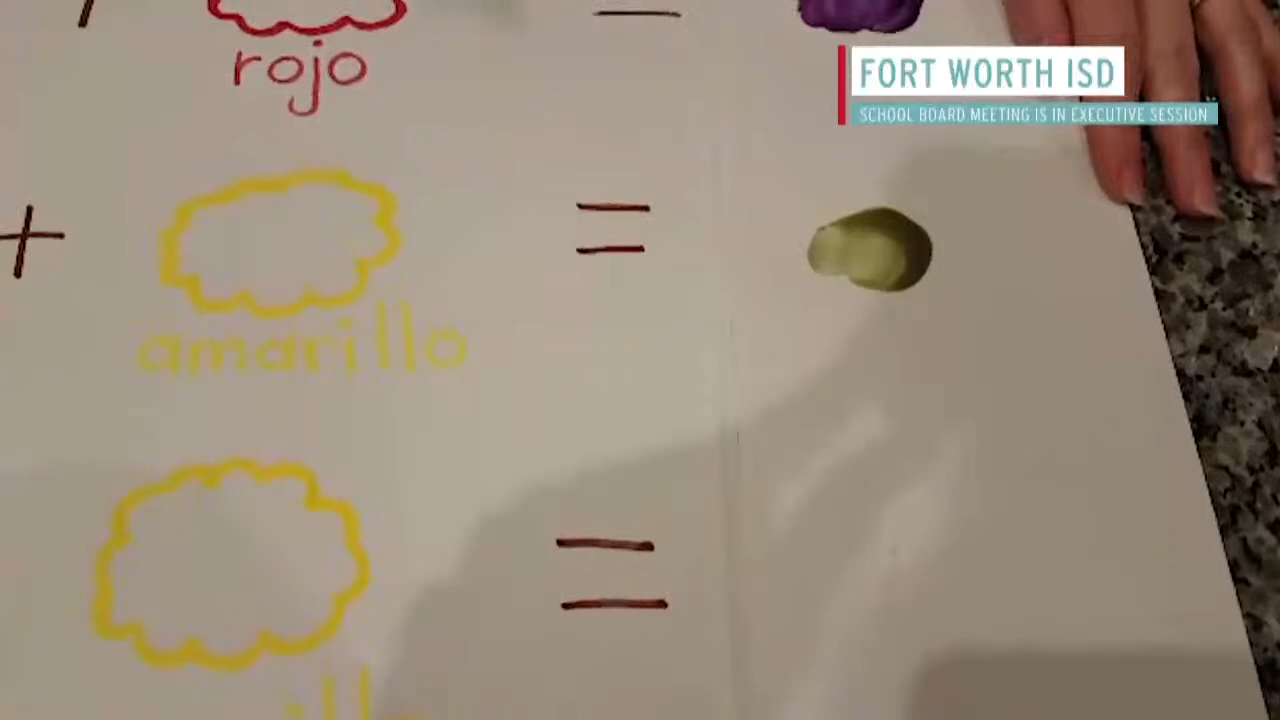 rojo
FORT WORTH ISD
SCHOOL BOARD MEETING IS IN EXECUTIVE SESSION
+ =
amarillo
=